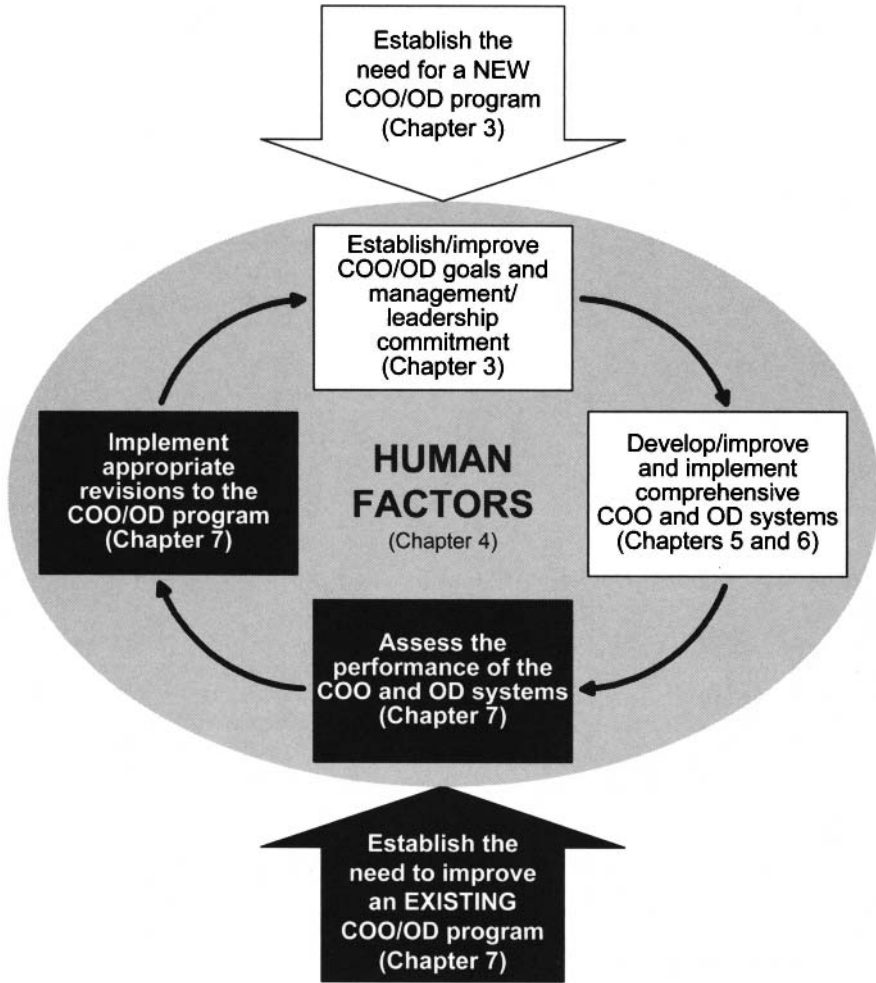 Establish the
need for a NEW
COO/OD program
(Chapter 3)
Establish/improve
COO/OD goals and
management/
leadership
commitment
(Chapter 3)
Implement
appropriate
revisions to the
COO/OD program
(Chapter 7)
HUMAN
FACTORS
(Chapter 4)
Develop/improve
and implement
comprehensive
COO and OD systems
(Chapters 5 and 6)
Assess the
performance of the
COO and OD systems
(Chapter 7)
Establish the
need to improve
an EXISTING
COO/OD program
(Chapter 7)